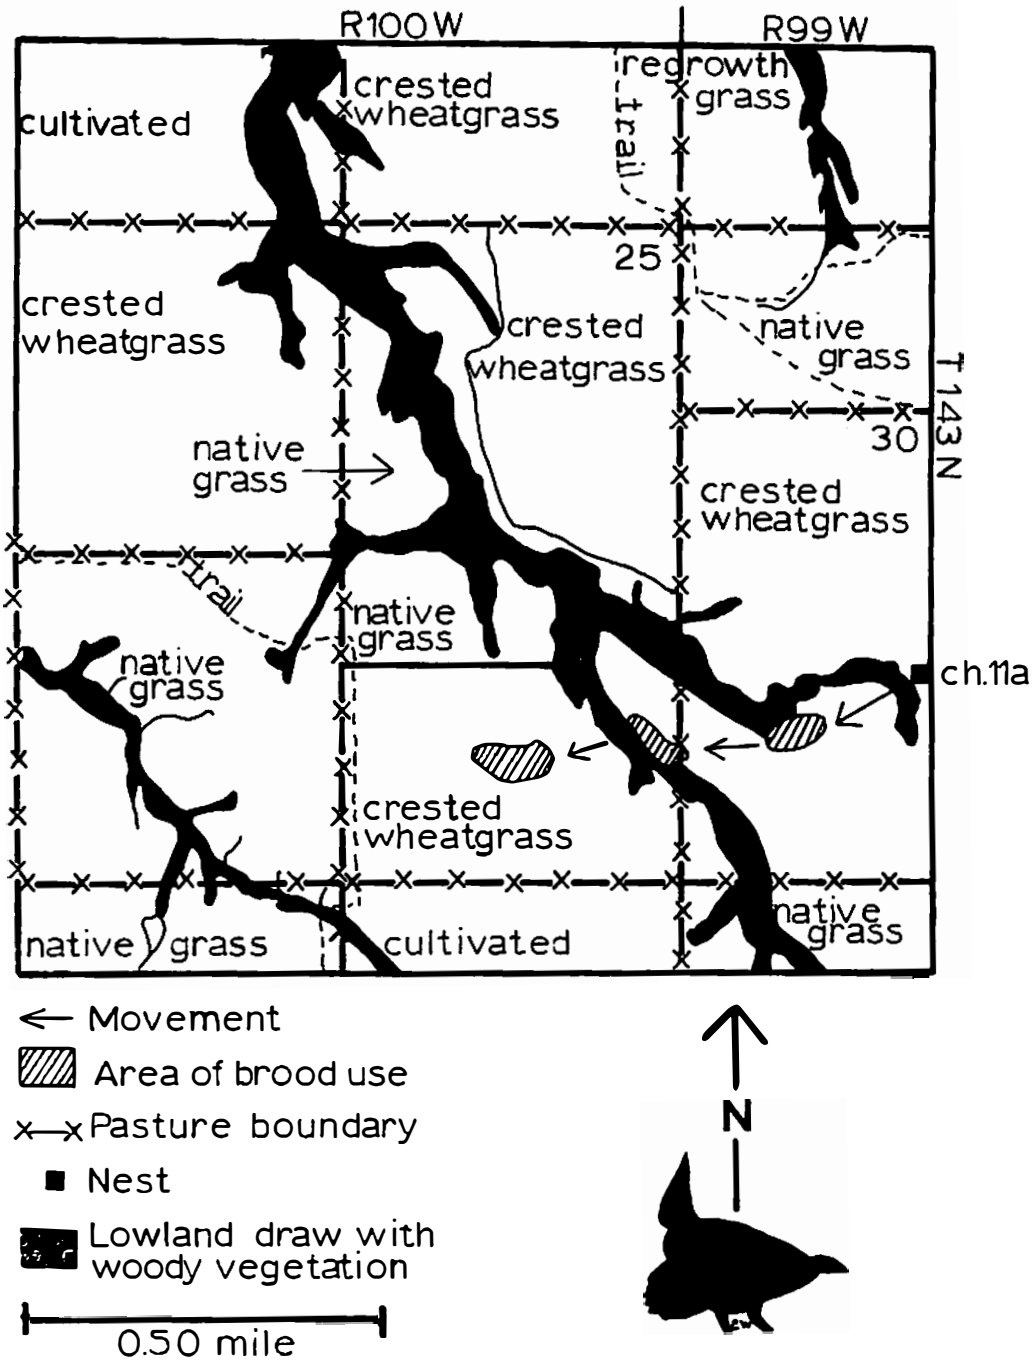 R100W
R99W
cultivated
crested
wheatgrass
trail
regrowth
grass
25
crested
wheatgrass
crested
wheatgrass
native
grass
30
T143N
native
grass
crested
wheatgrass
trail
native
grass
native
grass
ch.11a
crested
wheatgrass
native grass
cultivated
native
grass
Movement
Area of brood use
x—x Pasture boundary
Nest
Lowland draw with
woody vegetation
0.50 mile
N